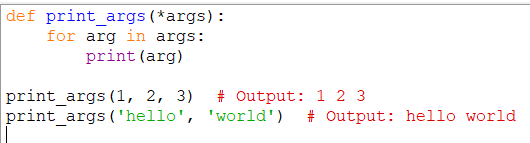 def print_args(*args):
    for arg in args:
        print(arg)

print_args(1, 2, 3)  # Output: 1 2 3
print_args('hello', 'world')  # Output: hello world